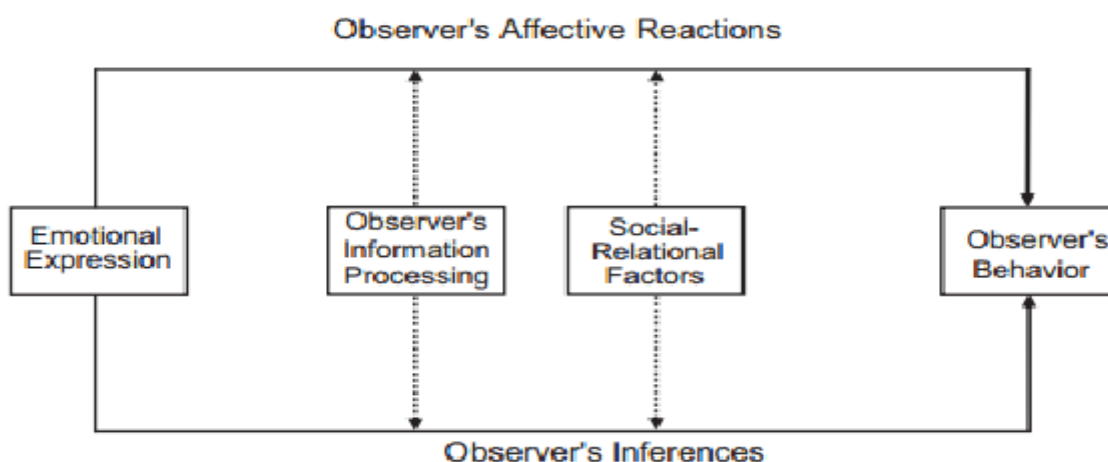 Observer's Affective Reactions
Emotional
Expression
Observer's
Information
Processing
Social-
Relational
Factors
Observer's
Behavior
Observer's Inferences